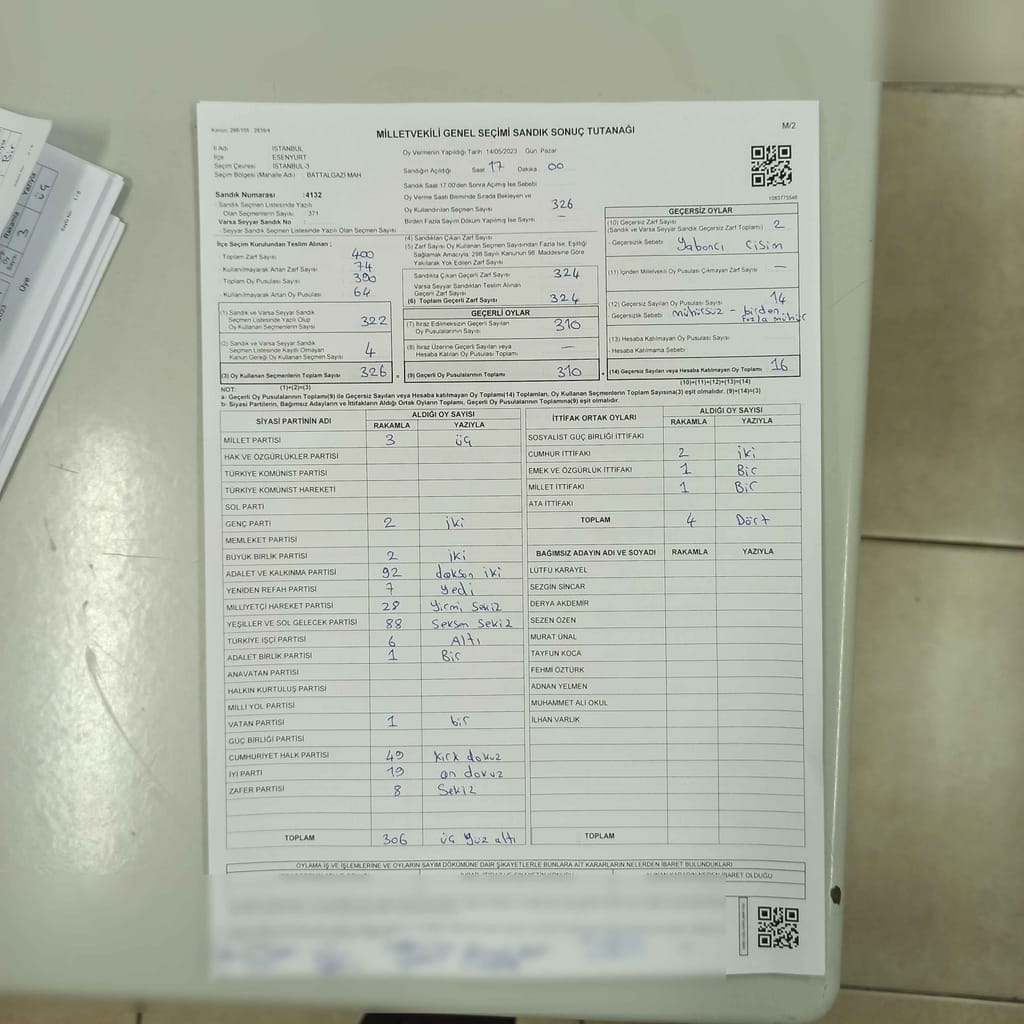 MİLLETVEKİLİ GENEL SEÇİMİ SANDIK SONUÇ TUTANAĞI
M/2
İl Adı : İSTANBUL
İlçe : ESENYURT
Seçim Çevresi : İSTANBUL-3
Seçim Bölgesi (Mahalle Adı) : BATTALGAZİ MAH
Sandık Numarası : 4132
- Sandık Seçmen Listesinde Yazılı
Olan Seçmenlerin Sayısı : 371
Varsa Seyyar Sandık No :
- Seyyar Sandık Seçmen Listesinde Yazılı Olan Seçmen Sayısı :
Oy Vermenin Yapıldığı Tarih :14/05/2023 Gün Pazar
Sandığın Açıldığı Saat 17 Dakika 00
Sandık Saat 17:00'den Sonra Açılmış İse Sebebi
Oy Verme Saati Bitiminde Sırada Bekleyen ve
Oy Kullandırılan Seçmen Sayısı 326
Birden Fazla Sayım Döküm Yapılmış İse Sayısı —
1083775548
İlçe Seçim Kurulundan Teslim Alınan ;
- Toplam Zarf Sayısı 400
- Kullanılmayarak Artan Zarf Sayısı 74
- Toplam Oy Pusulası Sayısı 390
- Kullanılmayarak Artan Oy Pusulası 64
(1) Sandık ve Varsa Seyyar Sandık
Seçmen Listesinde Yazılı Olup
Oy Kullanan Seçmenlerin Sayısı 322
(2) Sandık ve Varsa Seyyar Sandık
Seçmen Listesinde Kayıtlı Olmayan
Kanun Gereği Oy Kullanan Seçmen Sayısı 4
(3) Oy Kullanan Seçmenlerin Toplam Sayısı 326
(4) Sandıktan Çıkan Zarf Sayısı
(5) Zarf Sayısı Oy Kullanan Seçmen Sayısından Fazla İse, Eşitliği
Sağlamak Amacıyla, 298 Sayılı Kanunun 98. Maddesine Göre
Yakılarak Yok Edilen Zarf Sayısı
Sandıkta Çıkan Geçerli Zarf Sayısı 324
Varsa Seyyar Sandıktan Teslim Alınan
Geçerli Zarf Sayısı
(6) Toplam Geçerli Zarf Sayısı 324
GEÇERLİ OYLAR
(7) İtiraz Edilmeksizin Geçerli Sayılan
Oy Pusulalarının Sayısı 310
(8) İtiraz Üzerine Geçerli Sayılan veya
Hesaba Katılan Oy Pusulası Toplamı —
(9) Geçerli Oy Pusulalarının Toplamı 310
GEÇERSİZ OYLAR
(10) Geçersiz Zarf Sayısı
(Sandık ve Varsa Seyyar Sandık Geçersiz Zarf Toplamı) 2
- Geçersizlik Sebebi Yabancı Cisim
(11) İçinden Milletvekili Oy Pusulası Çıkmayan Zarf Sayısı —
(12) Geçersiz Sayılan Oy Pusulası Sayısı 14
- Geçersizlik Sebebi mühürsuz - birden
Fazla mühür
(13) Hesaba Katılmayan Oy Pusulası Sayısı
- Hesaba Katılmama Sebebi
(14) Geçersiz Sayılan veya Hesaba Katılmayan Oy Toplamı 16
NOT: (1)+(2)=(3)
(10)+(11)+(12)+(13)=(14)
a- Geçerli Oy Pusulalarının Toplamı(9) ile Geçersiz Sayılan veya Hesaba katılmayan Oy Toplamı(14) Toplamları, Oy Kullanan Seçmenlerin Toplam Sayısına(3) eşit olmalıdır. (9)+(14)=(3)
b- Siyasi Partilerin, Bağımsız Adayların ve İttifakların Aldığı Ortak Oyların Toplamı, Geçerli Oy Pusulalarının Toplamına(9) eşit olmalıdır.
SİYASİ PARTİNİN ADI
ALDIĞI OY SAYISI
RAKAMLA YAZIYLA
MİLLET PARTİSİ 3 üç
HAK VE ÖZGÜRLÜKLER PARTİSİ
TÜRKİYE KOMÜNİST PARTİSİ
TÜRKİYE KOMÜNİST HAREKETİ
SOL PARTİ
GENÇ PARTİ 2 iki
MEMLEKET PARTİSİ
BÜYÜK BİRLİK PARTİSİ 2 iki
ADALET VE KALKINMA PARTİSİ 92 doksan iki
YENİDEN REFAH PARTİSİ 7 Yedi
MİLLİYETÇİ HAREKET PARTİSİ 28 Yirmi Sekiz
YEŞİLLER VE SOL GELECEK PARTİSİ 88 Seksen Sekiz
TÜRKİYE İŞÇİ PARTİSİ 6 Altı
ADALET BİRLİK PARTİSİ 1 Bir
ANAVATAN PARTİSİ
HALKIN KURTULUŞ PARTİSİ
MİLLİ YOL PARTİSİ
VATAN PARTİSİ 1 bir
GÜÇ BİRLİĞİ PARTİSİ
CUMHURİYET HALK PARTİSİ 49 kırk dokuz
İYİ PARTİ 19 on dokuz
ZAFER PARTİSİ 8 Sekiz
TOPLAM 306 üç Yuz altı
İTTİFAK ORTAK OYLARI
ALDIĞI OY SAYISI
RAKAMLA YAZIYLA
SOSYALİST GÜÇ BİRLİĞİ İTTİFAKI
CUMHUR İTTİFAKI 2 iki
EMEK VE ÖZGÜRLÜK İTTİFAKI 1 Bir
MİLLET İTTİFAKI 1 Bir
ATA İTTİFAKI
TOPLAM 4 Dört
BAĞIMSIZ ADAYIN ADI VE SOYADI RAKAMLA YAZIYLA
LÜTFÜ KARAYEL
SEZGİN SİNCAR
DERYA AKDEMİR
SEZEN ÖZEN
MURAT ÜNAL
TAYFUN KOCA
FEHMİ ÖZTÜRK
ADNAN YELMEN
MUHAMMET ALİ OKUL
İLHAN VARLIK
TOPLAM
OYLAMA İŞ VE İŞLEMLERİNE VE OYLARIN SAYIM DÖKÜMÜNE DAİR ŞİKAYETLERLE BUNLARA AİT KARARLARIN NELERDEN İBARET BULUNDUKLARI